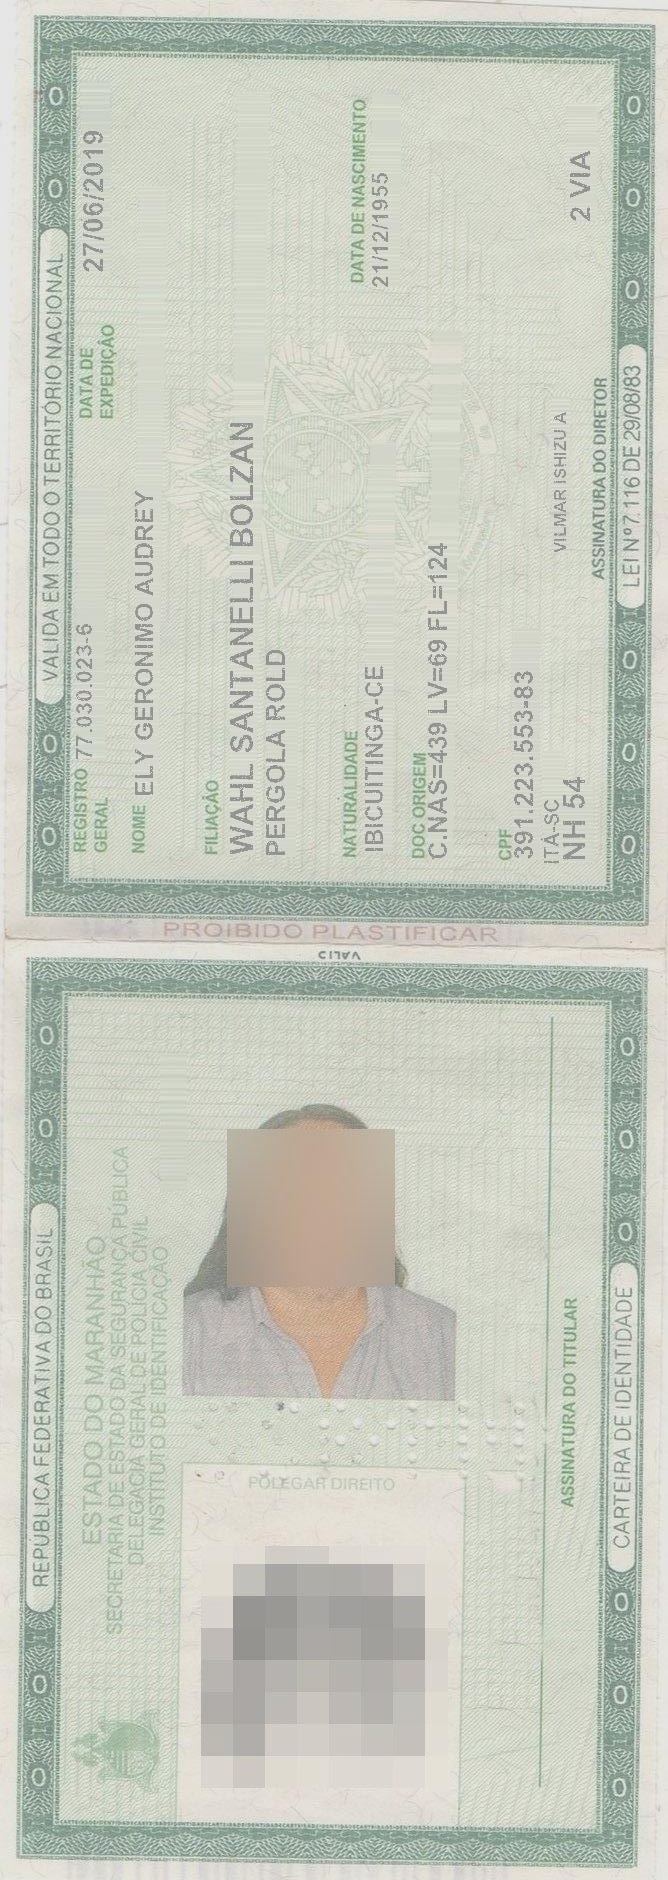 VÁLIDA EM TODO O TERRITÓRIO NACIONAL
REGISTRO GERAL 77.030.023-6 DATA DE EXPEDIÇÃO 27/06/2019
NOME ELY GERONIMO AUDREY
FILIAÇÃO
WAHL SANTANELLI BOLZAN
PERGOLA ROLD
NATURALIDADE DATA DE NASCIMENTO
IBICUITINGA-CE 21/12/1955
DOC ORIGEM
C.NAS=439 LV=69 FL=124
CPF
391.223.553-83
ITÁ-SC
NH 54 2 VIA
VILMAR ISHIZU A
ASSINATURA DO DIRETOR
LEI Nº 7.116 DE 29/08/83
PROIBIDO PLASTIFICAR
REPÚBLICA FEDERATIVA DO BRASIL
ESTADO DO MARANHÃO
SECRETARIA DE ESTADO DA SEGURANÇA PÚBLICA
DELEGACIA GERAL DE POLÍCIA CIVIL
INSTITUTO DE IDENTIFICAÇÃO
POLEGAR DIREITO
ASSINATURA DO TITULAR
CARTEIRA DE IDENTIDADE